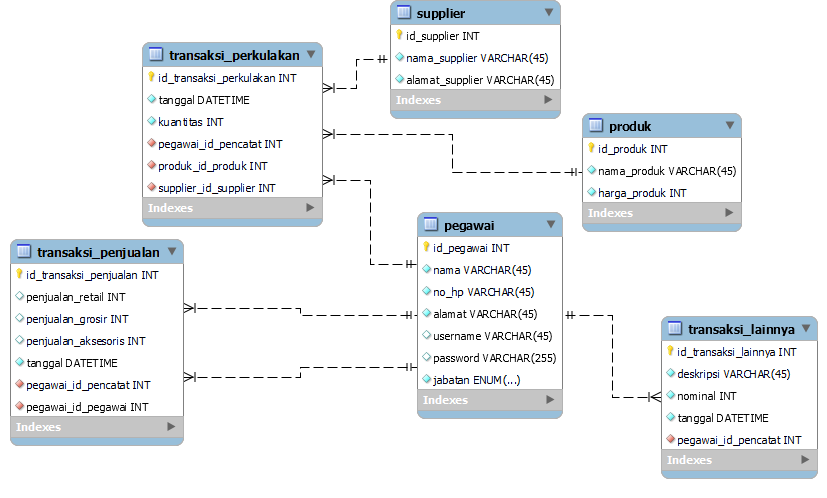 supplier
id_supplier INT
nama_supplier VARCHAR(45)
alamat_supplier VARCHAR(45)
Indexes
transaksi_perkulakan
id_transaksi_perkulakan INT
tanggal DATETIME
kuantitas INT
pegawai_id_pencatat INT
produk_id_produk INT
supplier_id_supplier INT
Indexes
produk
id_produk INT
nama_produk VARCHAR(45)
harga_produk INT
Indexes
pegawai
id_pegawai INT
nama VARCHAR(45)
no_hp VARCHAR(45)
alamat VARCHAR(45)
username VARCHAR(45)
password VARCHAR(255)
jabatan ENUM(...)
Indexes
transaksi_penjualan
id_transaksi_penjualan INT
penjualan_retail INT
penjualan_grosir INT
penjualan_aksesoris INT
tanggal DATETIME
pegawai_id_pencatat INT
pegawai_id_pegawai INT
Indexes
transaksi_lainnya
id_transaksi_lainnya INT
deskripsi VARCHAR(45)
nominal INT
tanggal DATETIME
pegawai_id_pencatat INT
Indexes